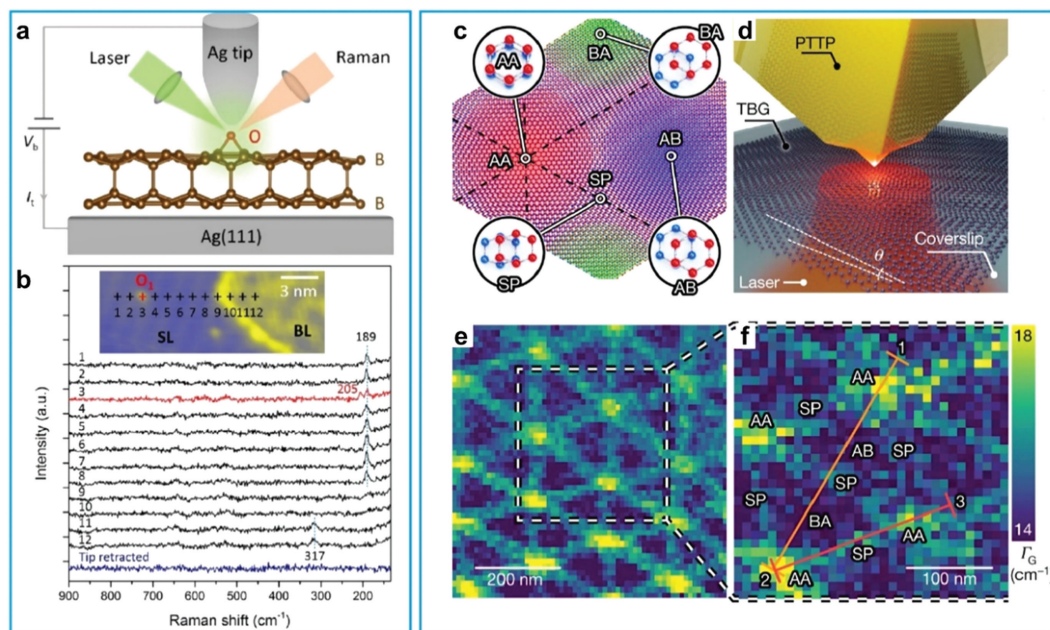 a
Laser
Ag tip
Raman
O
V_b
I_t
B
B
Ag(111)
b
O₁
3 nm
1 2 3 4 5 6 7 8 9 10 11 12
SL
BL
189
205
1
2
3
4
5
6
7
8
9
10
11
12
Tip retracted
317
Intensity (a.u.)
900 800 700 600 500 400 300 200
Raman shift (cm⁻¹)
c
AA
BA
BA
AA
AB
SP
SP
AB
d
PTTP
TBG
θ
Coverslip
Laser
e
200 nm
f
1
AA
SP
AA
AB
SP
SP
SP
3
BA
AA
SP
2
AA
100 nm
18
14
Γ_G
(cm⁻¹)